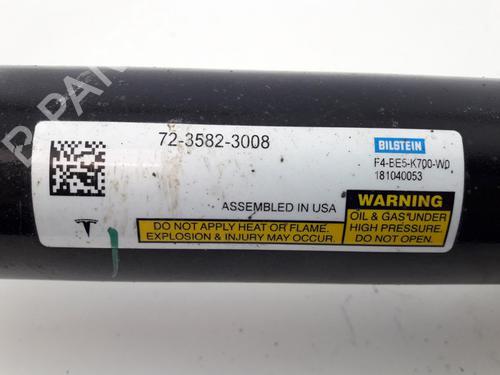 72-3582-3008
BILSTEIN
F4-BE5-K700-W0
181040053
ASSEMBLED IN USA
WARNING
OIL & GAS UNDER
HIGH PRESSURE.
DO NOT OPEN.
DO NOT APPLY HEAT OR FLAME.
EXPLOSION & INJURY MAY OCCUR.